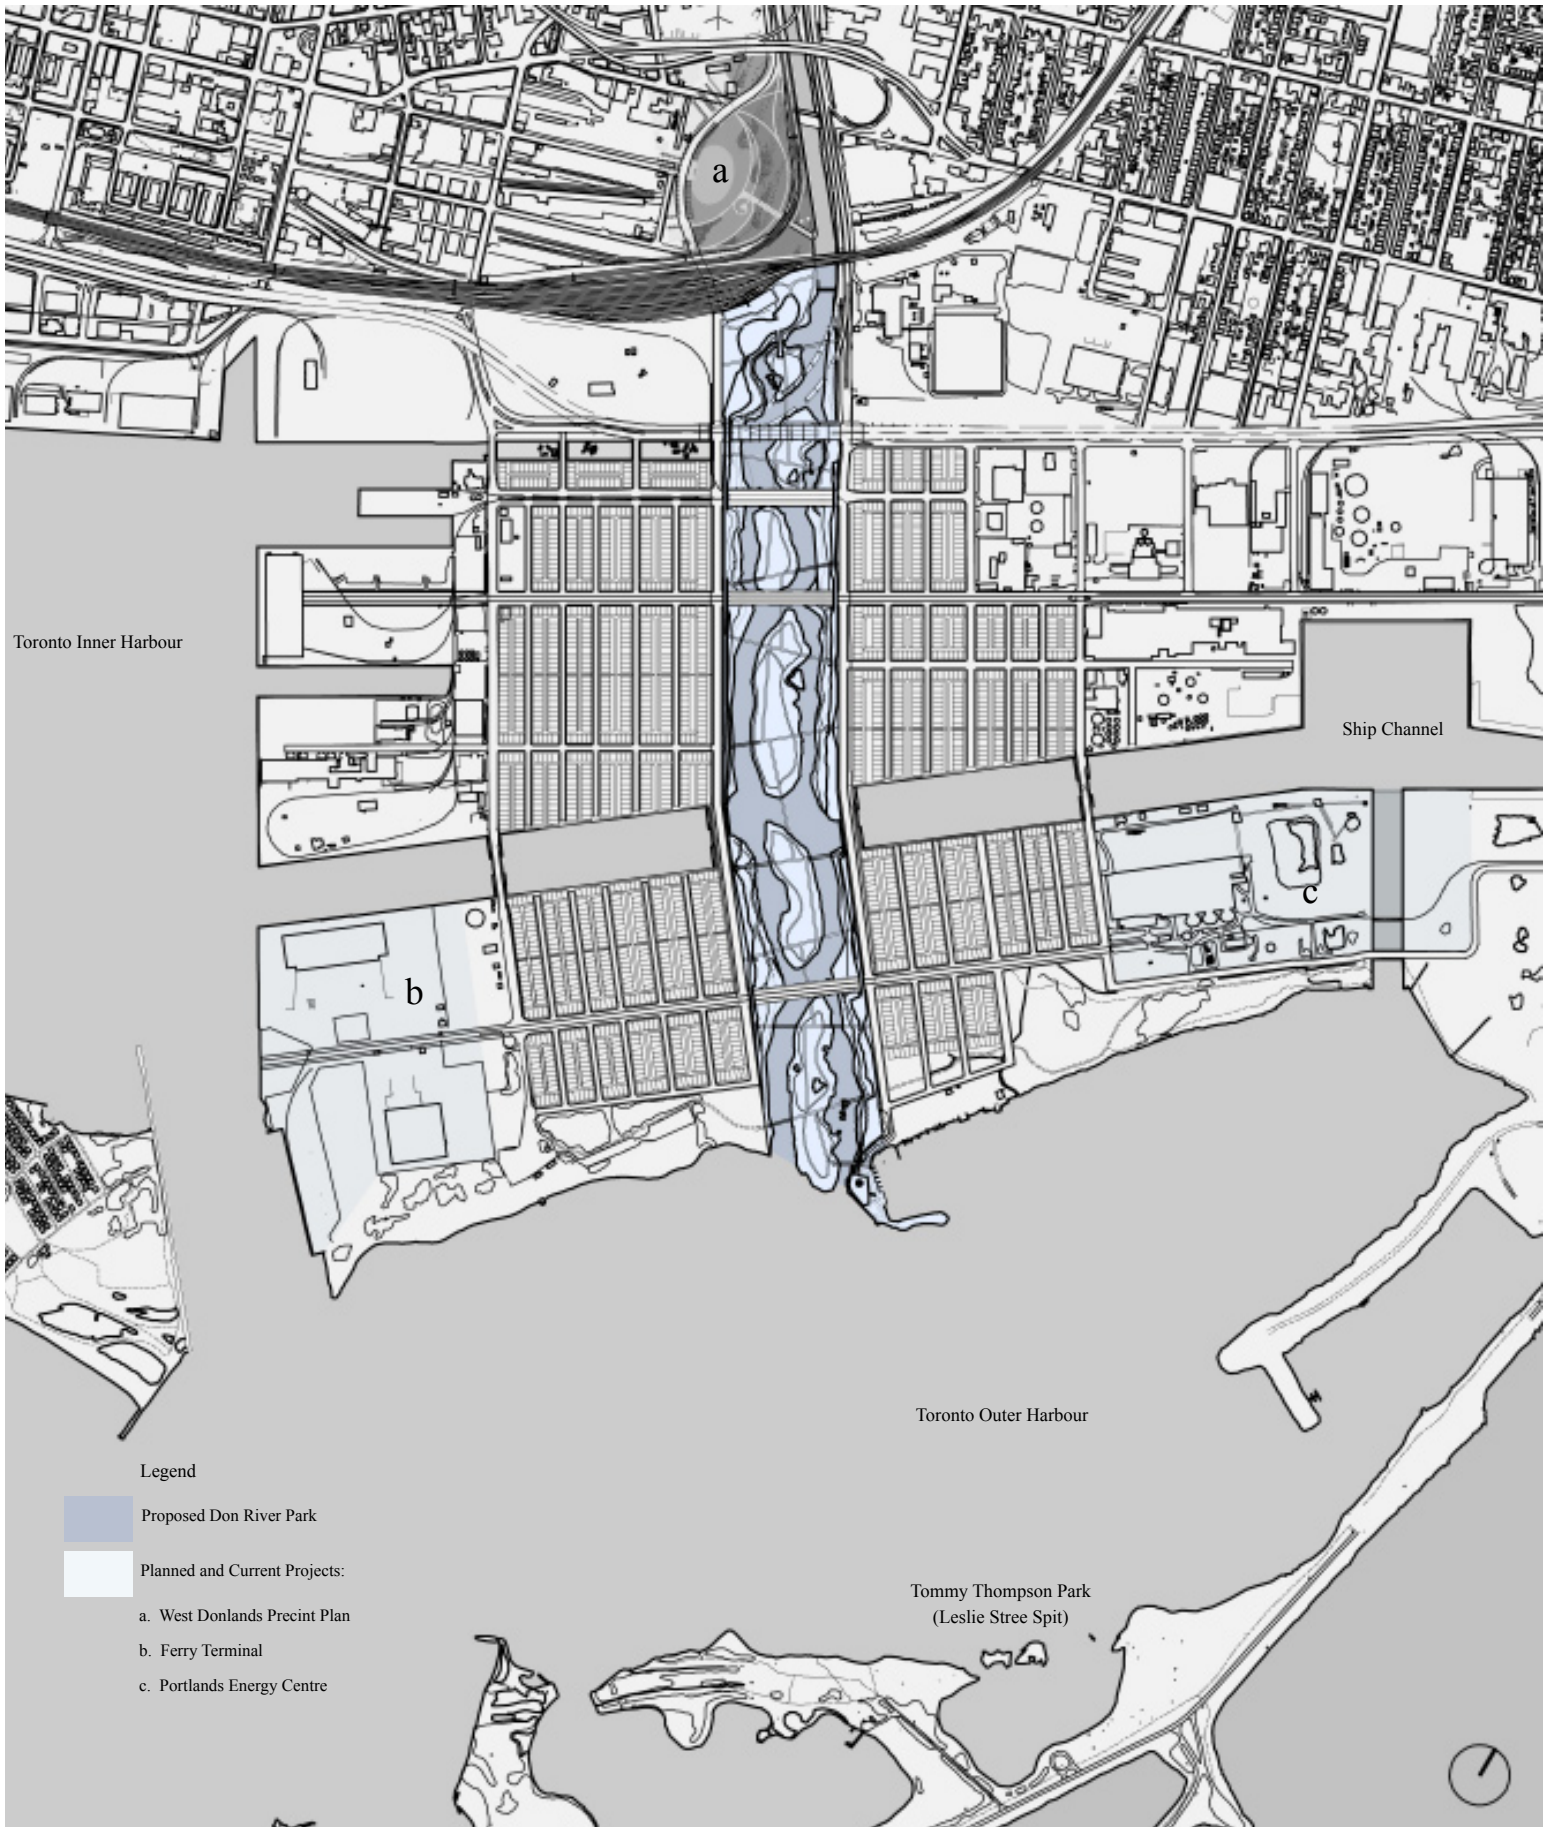 a
Toronto Inner Harbour
Ship Channel
c
b
Toronto Outer Harbour
Legend
Proposed Don River Park
Planned and Current Projects:
Tommy Thompson Park
(Leslie Stree Spit)
a. West Donlands Precint Plan
b. Ferry Terminal
c. Portlands Energy Centre